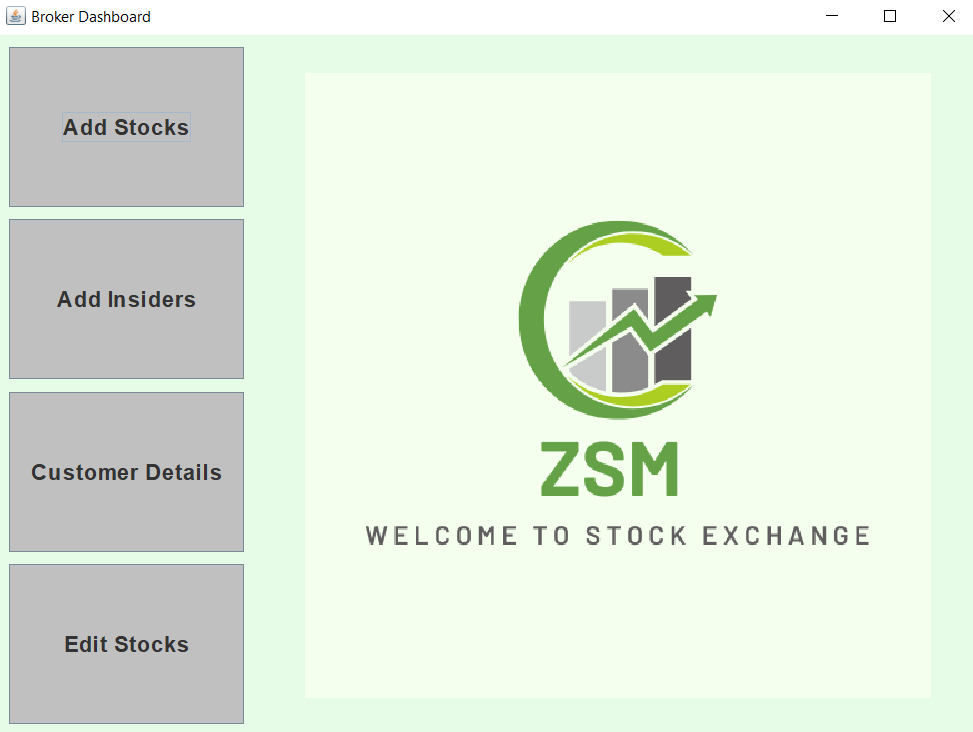 Broker Dashboard
Add Stocks
Add Insiders
Customer Details
Edit Stocks
ZSM
WELCOME TO STOCK EXCHANGE